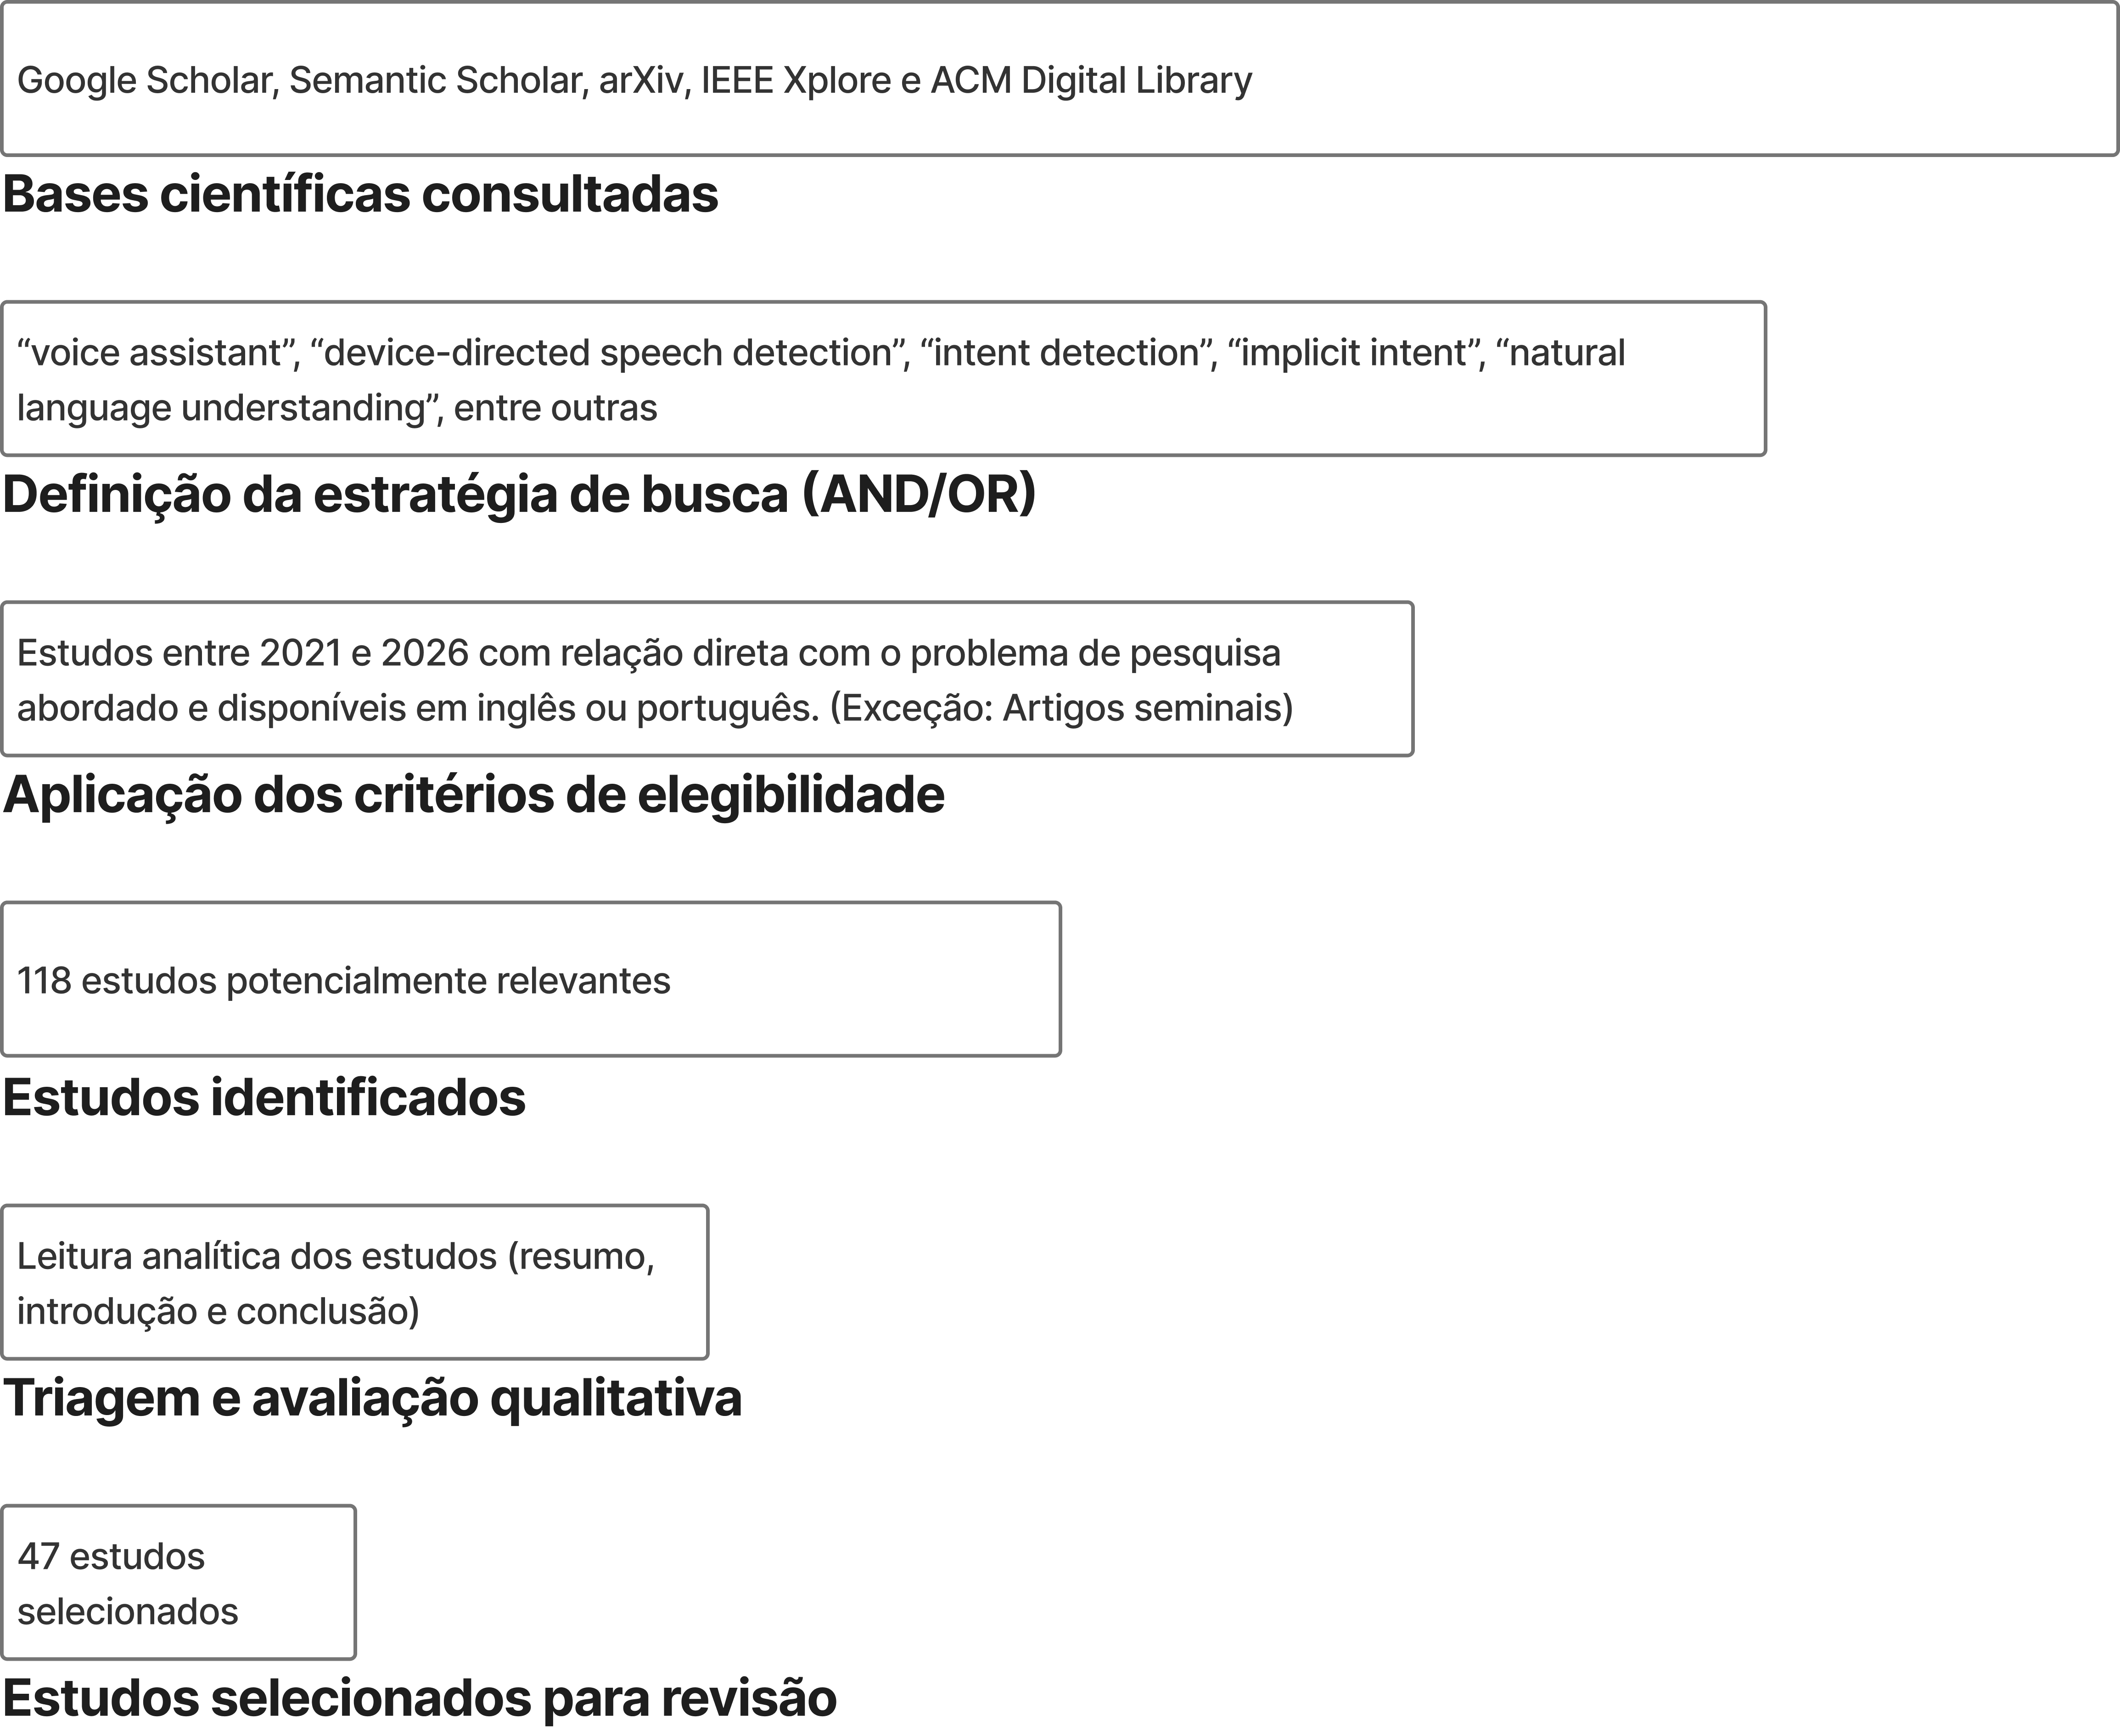 Google Scholar, Semantic Scholar, arXiv, IEEE Xplore e ACM Digital Library
Bases científicas consultadas
“voice assistant”, “device-directed speech detection”, “intent detection”, “implicit intent”, “natural
language understanding”, entre outras
Definição da estratégia de busca (AND/OR)
Estudos entre 2021 e 2026 com relação direta com o problema de pesquisa
abordado e disponíveis em inglês ou português. (Exceção: Artigos seminais)
Aplicação dos critérios de elegibilidade
118 estudos potencialmente relevantes
Estudos identificados
Leitura analítica dos estudos (resumo,
introdução e conclusão)
Triagem e avaliação qualitativa
47 estudos
selecionados
Estudos selecionados para revisão